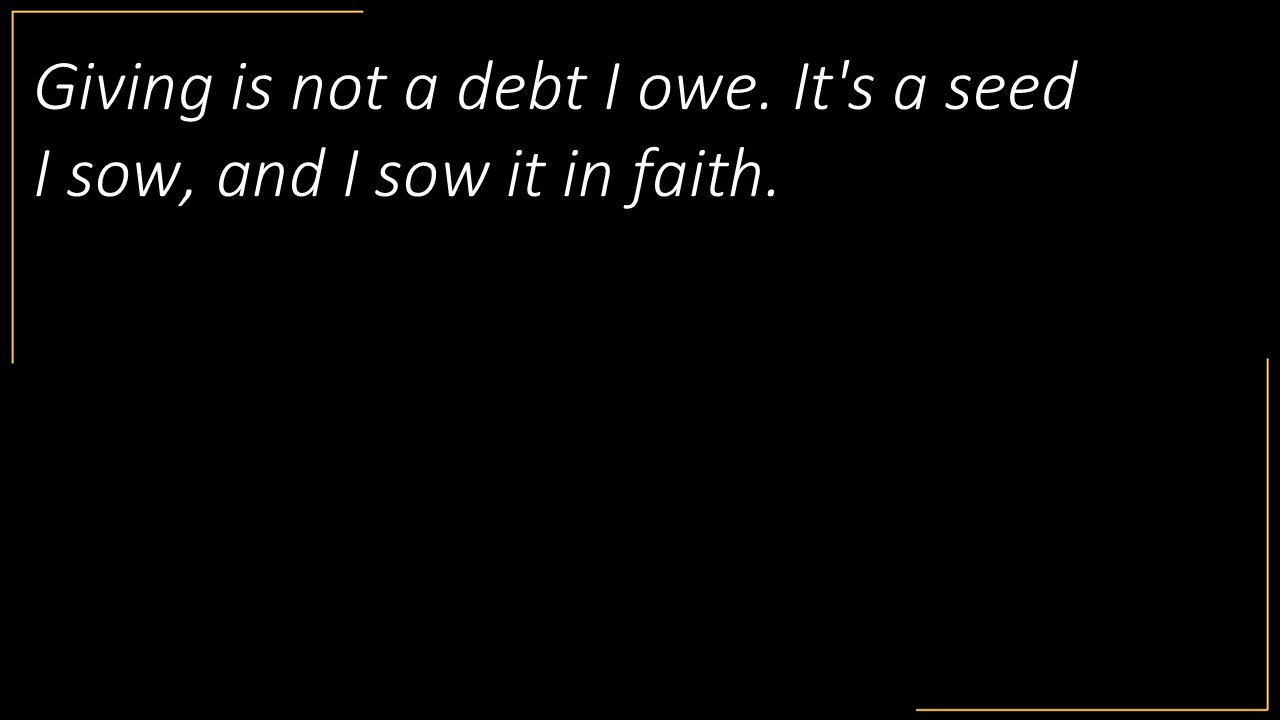 Giving is not a debt I owe. It's a seed
I sow, and I sow it in faith.